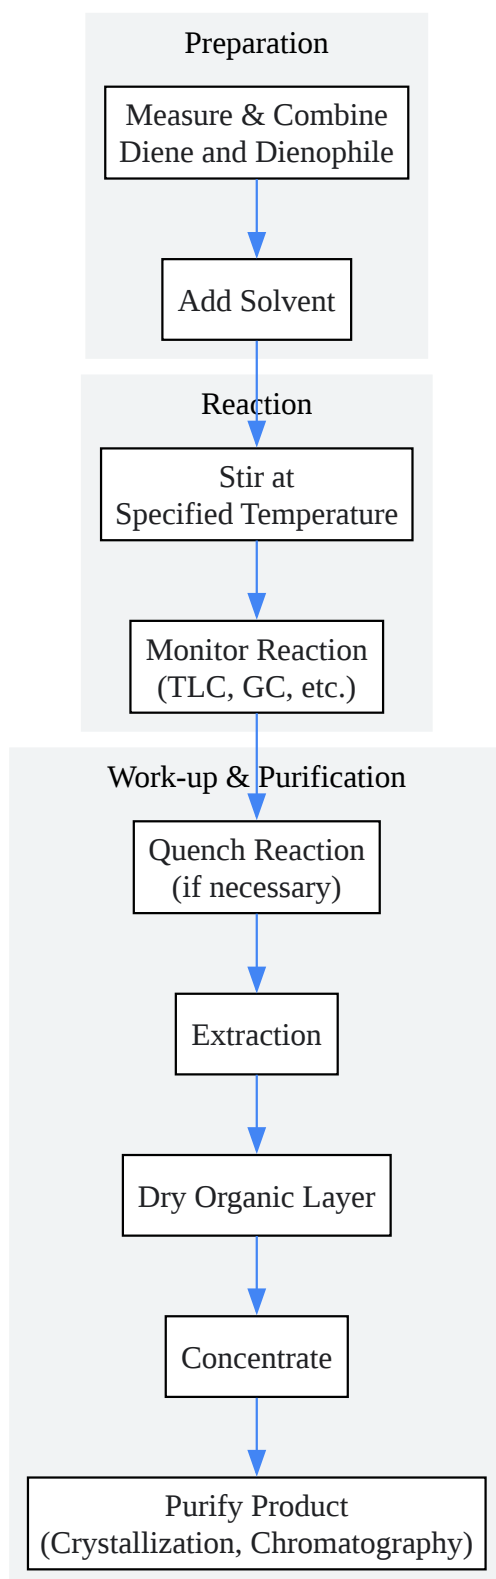 Preparation
Measure & Combine
Diene and Dienophile
Add Solvent
Reaction
Stir at
Specified Temperature
Monitor Reaction
(TLC, GC, etc.)
Work-up & Purification
Quench Reaction
(if necessary)
Extraction
Dry Organic Layer
Concentrate
Purify Product
(Crystallization, Chromatography)